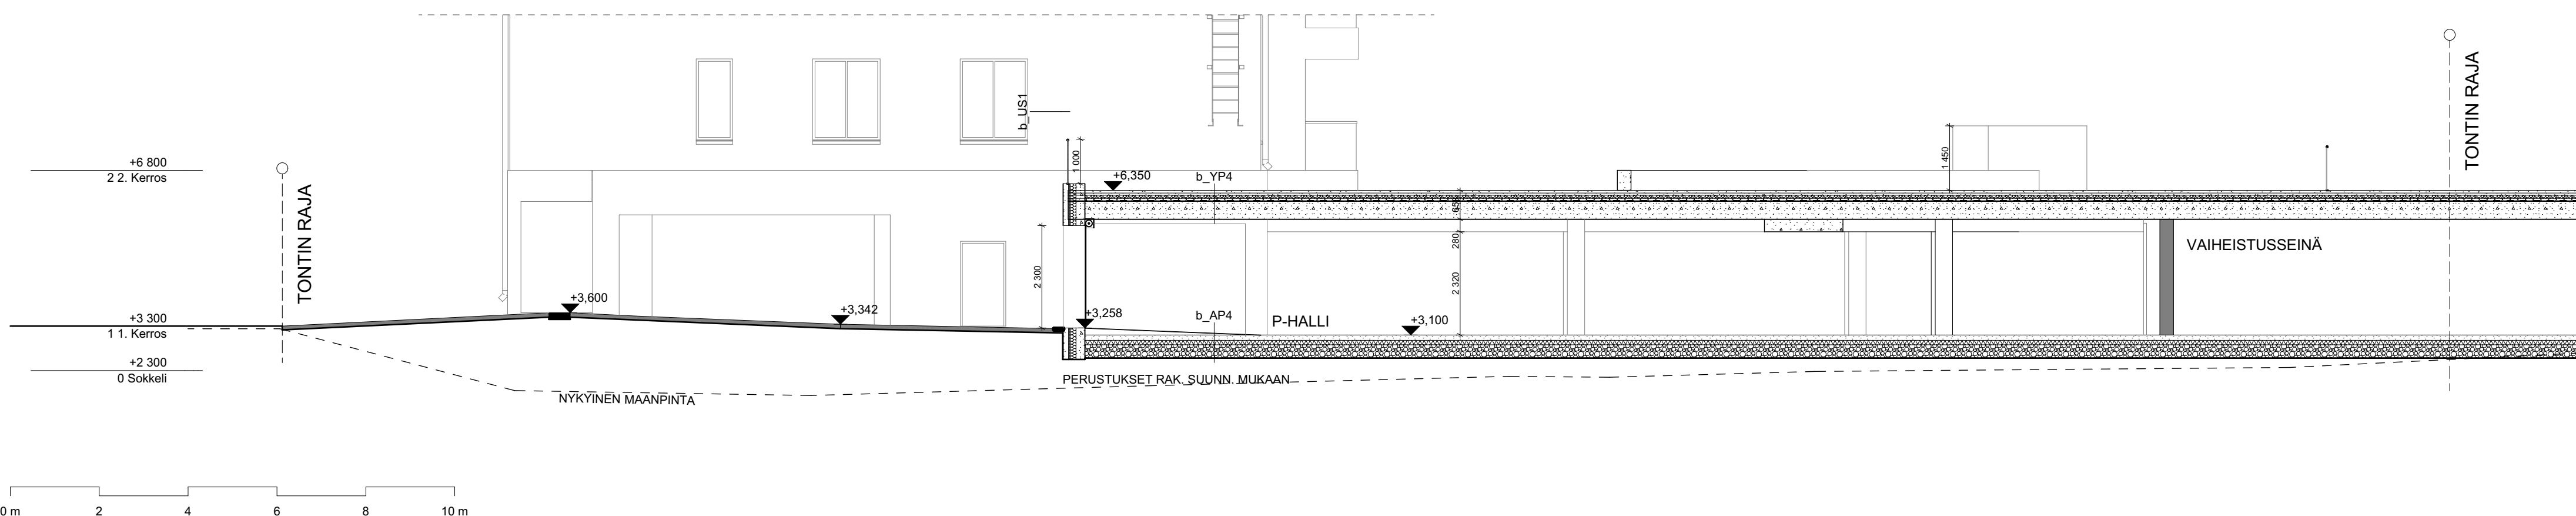 TONTIN RAJA
b_US1
+6 800
2 2. Kerros
TONTIN RAJA
1 000
+6,350
b_YP4
1 450
650
280
2 320
2 300
VAIHEISTUSSEINÄ
+3,600
+3,342
+3,258
b_AP4
P-HALLI
+3,100
+3 300
1 1. Kerros
+2 300
0 Sokkeli
PERUSTUKSET RAK. SUUNN. MUKAAN
NYKYINEN MAANPINTA
0 m 2 4 6 8 10 m